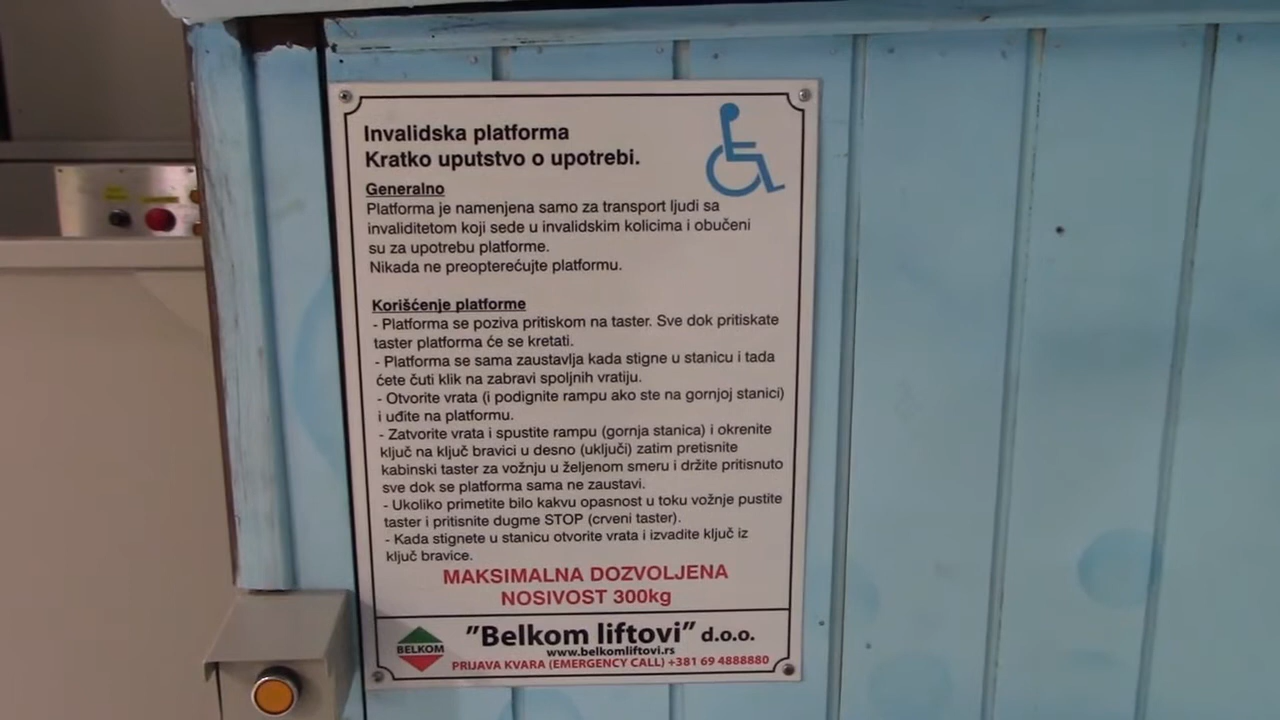 Invalidska platforma
Kratko uputstvo o upotrebi.
Generalno
Platforma je namenjena samo za transport ljudi sa
invaliditetom koji sede u invalidskim kolicima i obučeni
su za upotrebu platforme.
Nikada ne preopterećujte platformu.
Korišćenje platforme
- Platforma se poziva pritiskom na taster. Sve dok pritiskate
taster platforma će se kretati.
- Platforma se sama zaustavlja kada stigne u stanicu i tada
ćete čuti klik na zabravi spoljnih vratiju.
- Otvorite vrata (i podignite rampu ako ste na gornjoj stanici)
i uđite na platformu.
- Zatvorite vrata i spustite rampu (gornja stanica) i okrenite
ključ na ključ bravici u desno (uključi) zatim pretisnite
kabinski taster za vožnju u željenom smeru i držite pritisnuto
sve dok se platforma sama ne zaustavi.
- Ukoliko primetite bilo kakvu opasnost u toku vožnje pustite
taster i pritisnite dugme STOP (crveni taster).
- Kada stignete u stanicu otvorite vrata i izvadite ključ iz
ključ bravice.
MAKSIMALNA DOZVOLJENA
NOSIVOST 300kg
BELKOM
"Belkom liftovi" d.o.o.
www.belkomliftovi.rs
PRIJAVA KVARA (EMERGENCY CALL) +381 69 4888880